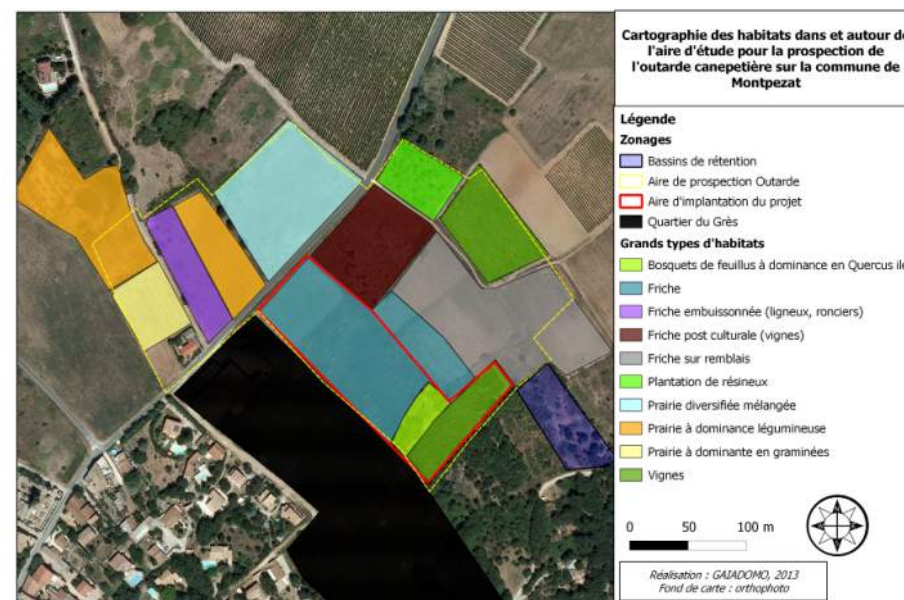 Cartographie des habitats dans et autour de
l'aire d'étude pour la prospection de
l'outarde canepetière sur la commune de
Montpezat
Légende
Zonages
Bassins de rétention
Aire de prospection Outarde
Aire d'implantation du projet
Quartier du Grès
Grands types d'habitats
Bosquets de feuillus à dominance en Quercus ile
Friche
Friche embuissonnée (ligneux, ronciers)
Friche post culturale (vignes)
Friche sur remblais
Plantation de résineux
Prairie diversifiée mélangée
Prairie à dominance légumineuse
Prairie à dominante en graminées
Vignes
0 50 100 m
Réalisation : GAIADOMO, 2013
Fond de carte : orthophoto